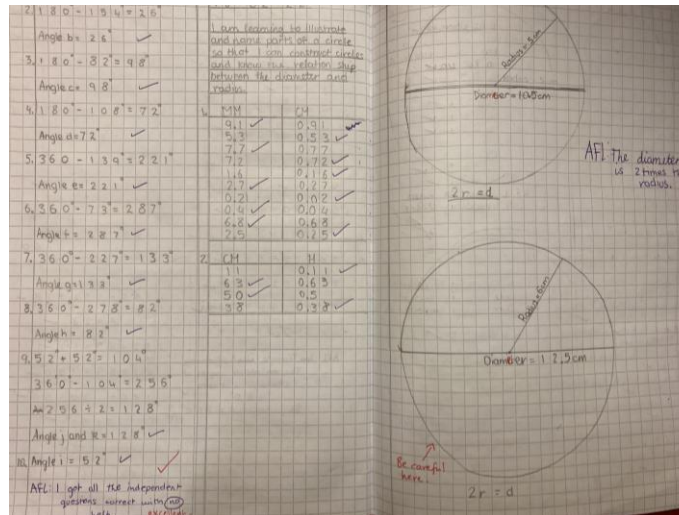 2. 180° - 154° = 26°
Angle b = 26°
3. 180° - 82° = 98°
Angle c = 98°
4. 180° - 108° = 72°
Angle d = 72°
5. 360° - 139° = 221°
Angle e = 221°
6. 360° - 73° = 287°
Angle f = 287°
7. 360° - 227° = 133°
Angle g = 133°
8. 360° - 278° = 82°
Angle h = 82°
9. 52° + 52° = 104°
360° - 104° = 256°
256 ÷ 2 = 128°
Angle j and k = 128°
10. Angle i = 52°
AFL: I got all the independent
questions correct with no
help excellent
I am learning to illustrate
and name parts of a circle
so that I can construct circles
and know the relation ship
between the diameter and
radius.
1. MM CM
9.1 0.91
5.3 0.53
7.7 0.77
7.2 0.72
1.6 0.16
2.7 0.27
0.21 0.02
0.4 0.04
6.8 0.68
2.5 0.25
2. CM M
11 0.11
63 0.63
50 0.5
38 0.38
Radius = 5cm
Diameter = 10.5cm
2r = d
AFL The diameter
is 2 times
radius.
Radius = 6cm
Diameter = 12.5cm
Be careful
here.
2r = d